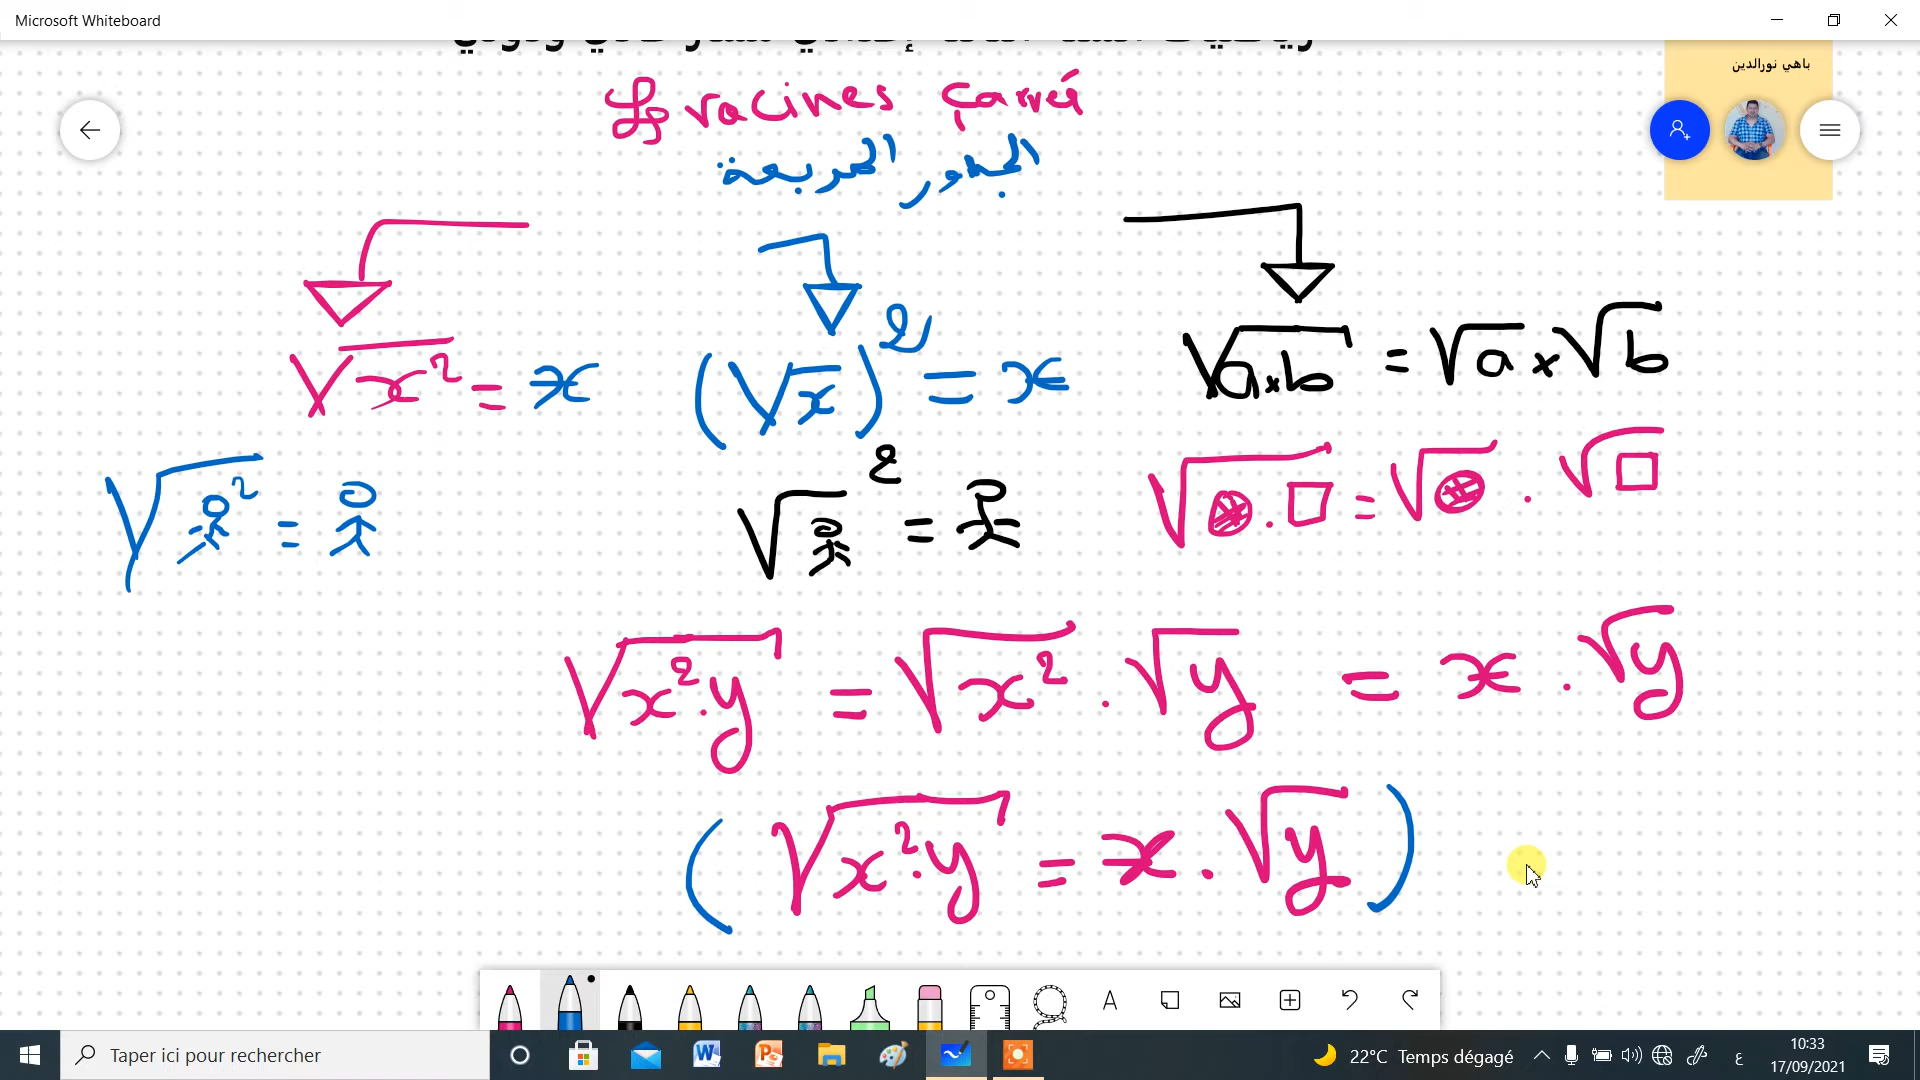 Microsoft Whiteboard
باهي نورالدين
racines carré
الجذور المربعة
√x² = x
(√x)² = x
√a×b = √a × √b
√x².y = √x² . √y = x . √y
(√x².y = x . √y)
Taper ici pour rechercher
22°C Temps dégagé
ع
10:33
17/09/2021